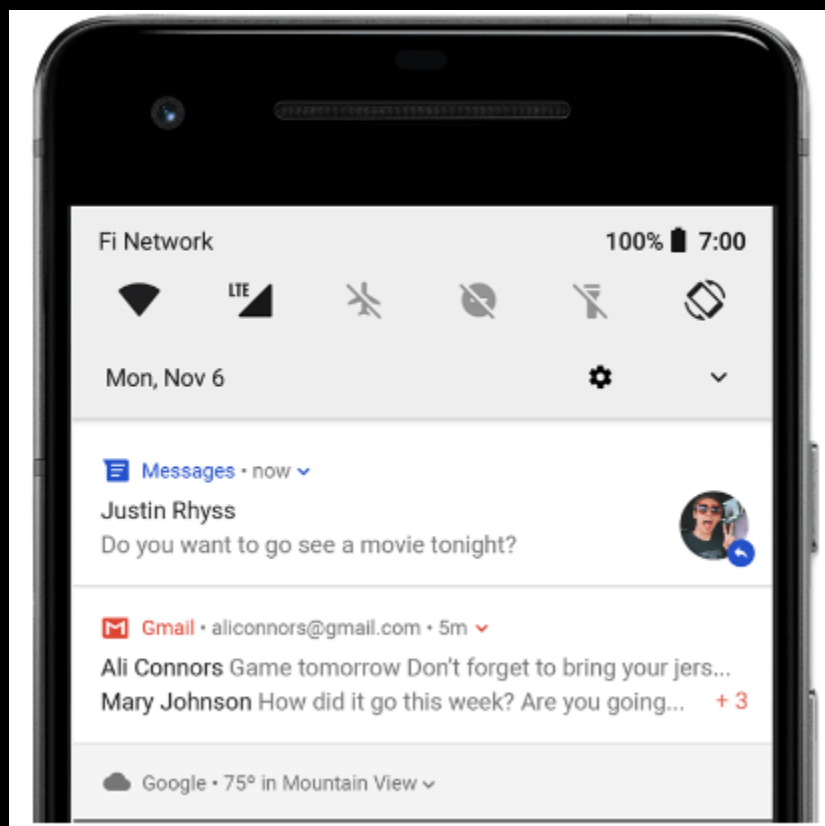 Fi Network 100% 7:00
LTE
Mon, Nov 6
Messages • now
Justin Rhyss
Do you want to go see a movie tonight?
Gmail • aliconnors@gmail.com • 5m
Ali Connors Game tomorrow Don't forget to bring your jers...
Mary Johnson How did it go this week? Are you going... + 3
Google • 75º in Mountain View